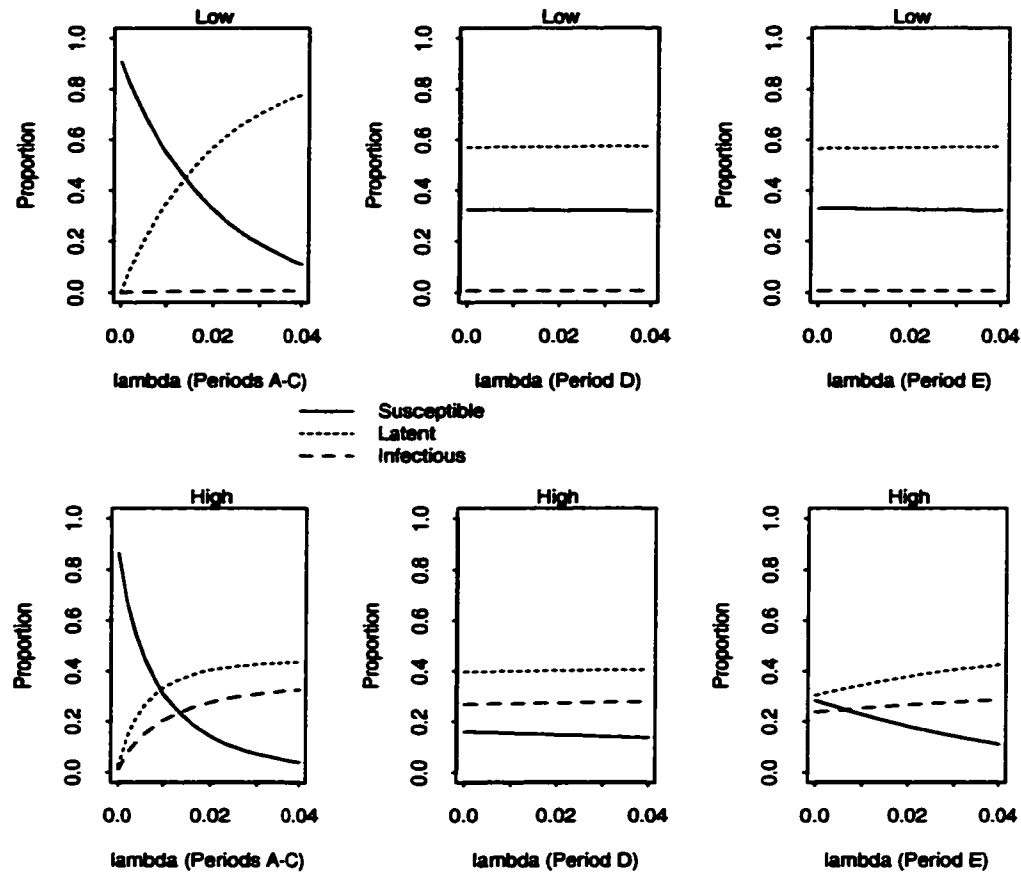 Low
Low
Low
Proportion
0.0 0.2 0.4 0.6 0.8 1.0
0.0 0.02 0.04
lambda (Periods A-C)
Proportion
0.0 0.2 0.4 0.6 0.8 1.0
0.0 0.02 0.04
lambda (Period D)
Proportion
0.0 0.2 0.4 0.6 0.8 1.0
0.0 0.02 0.04
lambda (Period E)
Susceptible
Latent
Infectious
High
High
High
Proportion
0.0 0.2 0.4 0.6 0.8 1.0
0.0 0.02 0.04
lambda (Periods A-C)
Proportion
0.0 0.2 0.4 0.6 0.8 1.0
0.0 0.02 0.04
lambda (Period D)
Proportion
0.0 0.2 0.4 0.6 0.8 1.0
0.0 0.02 0.04
lambda (Period E)